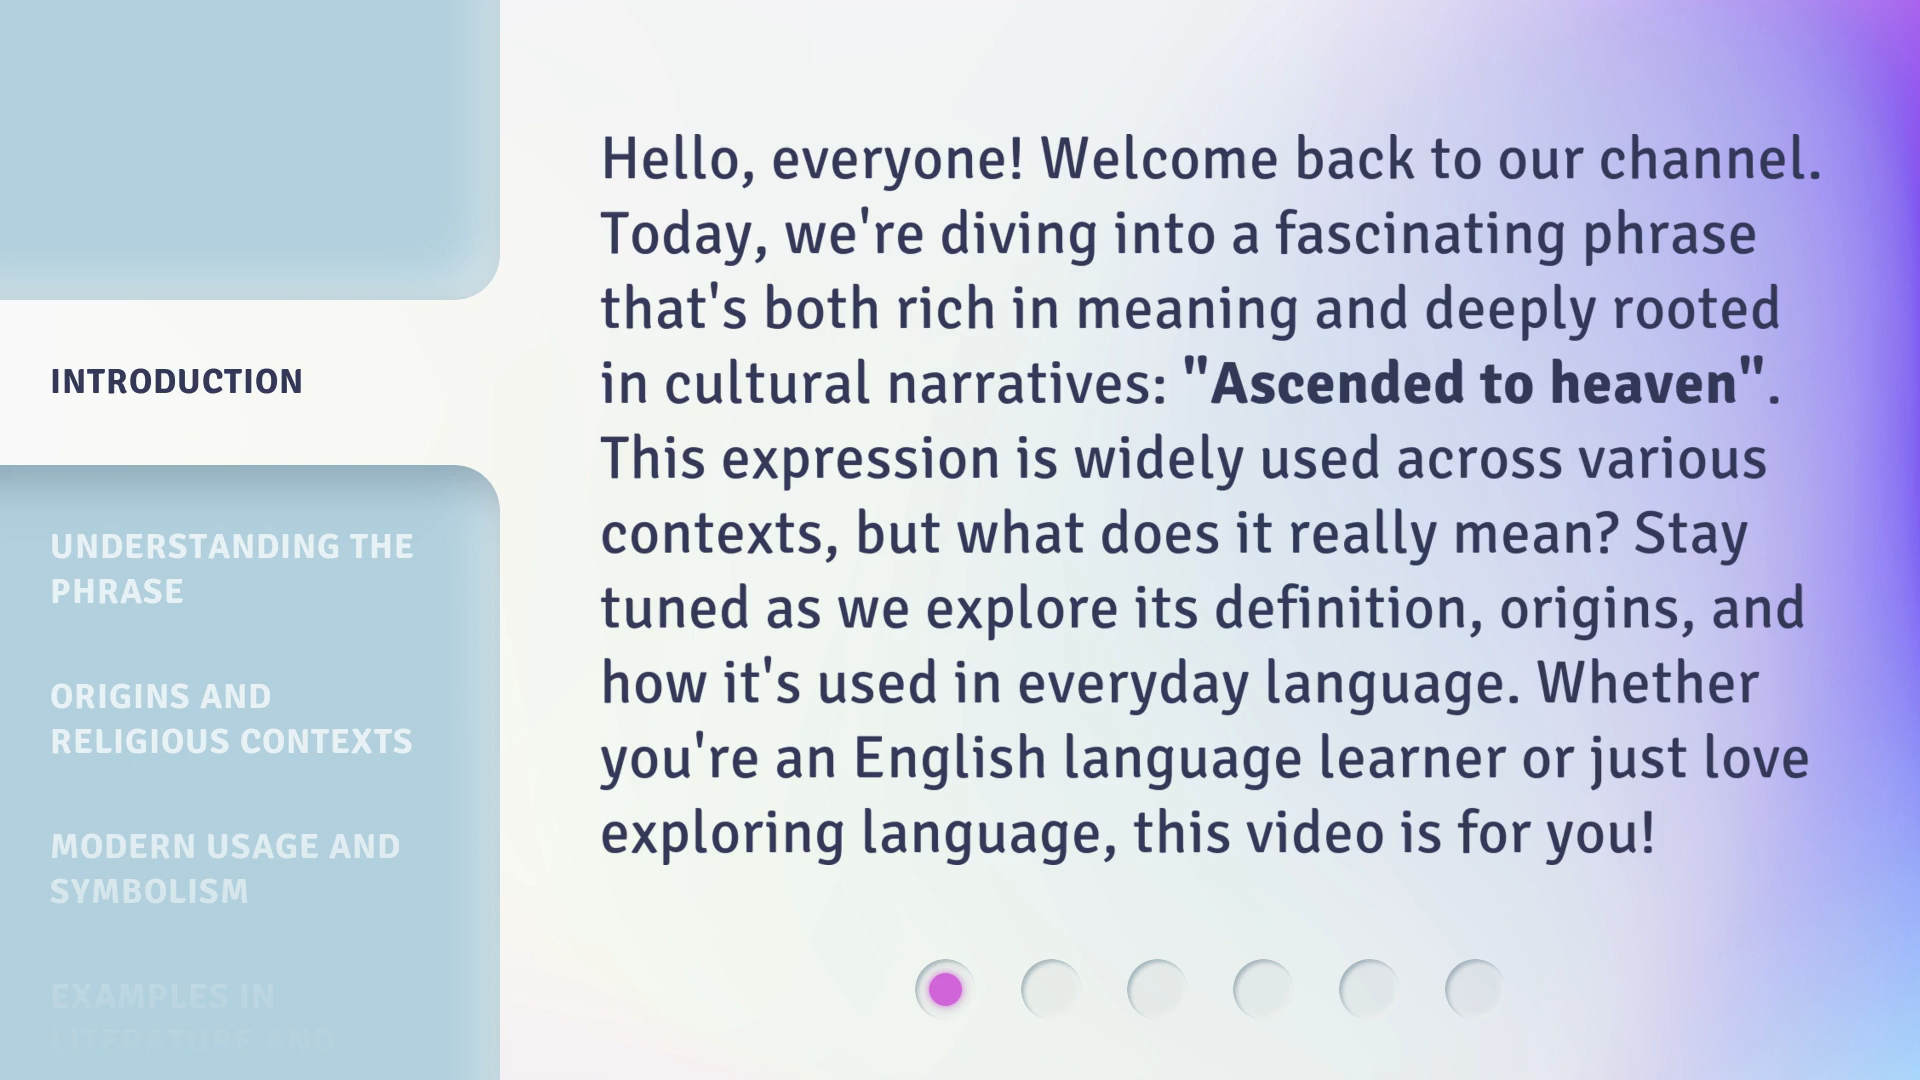 INTRODUCTION
UNDERSTANDING THE
PHRASE
ORIGINS AND
RELIGIOUS CONTEXTS
MODERN USAGE AND
SYMBOLISM
EXAMPLES IN
LITERATURE AND
Hello, everyone! Welcome back to our channel.
Today, we're diving into a fascinating phrase
that's both rich in meaning and deeply rooted
in cultural narratives: "Ascended to heaven".
This expression is widely used across various
contexts, but what does it really mean? Stay
tuned as we explore its definition, origins, and
how it's used in everyday language. Whether
you're an English language learner or just love
exploring language, this video is for you!